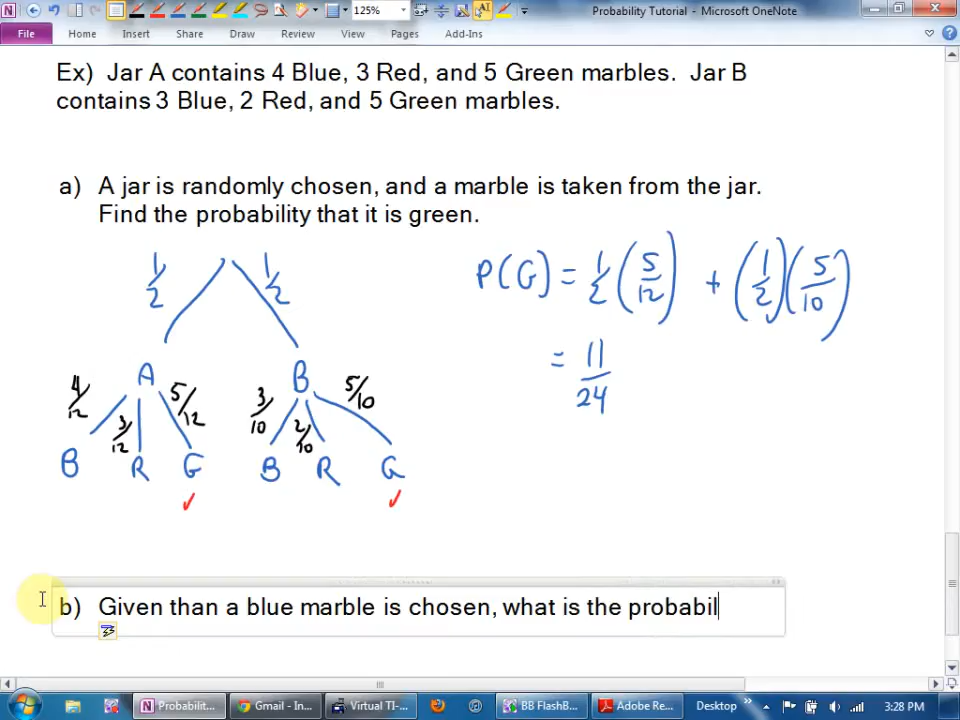 125%
Probability Tutorial - Microsoft OneNote
File Home Insert Share Draw Review View Pages Add-Ins
Ex) Jar A contains 4 Blue, 3 Red, and 5 Green marbles. Jar B
contains 3 Blue, 2 Red, and 5 Green marbles.
a) A jar is randomly chosen, and a marble is taken from the jar.
Find the probability that it is green.
1/2 1/2
P(G) = 1/2 (5/12) + (1/2)(5/10)
= 11/24
A B
4/12 3/12 5/12 3/10 2/10 5/10
B R G B R G
b) Given than a blue marble is chosen, what is the probabil
Probabilit... Gmail - In... Virtual TI-... BB FlashB... Adobe Re... Desktop 3:28 PM